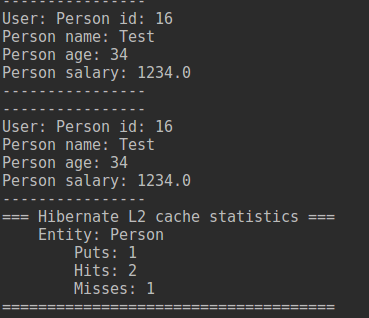 ----------------
User: Person id: 16
Person name: Test
Person age: 34
Person salary: 1234.0
----------------
----------------
User: Person id: 16
Person name: Test
Person age: 34
Person salary: 1234.0
----------------
=== Hibernate L2 cache statistics ===
    Entity: Person
        Puts: 1
        Hits: 2
        Misses: 1
=====================================